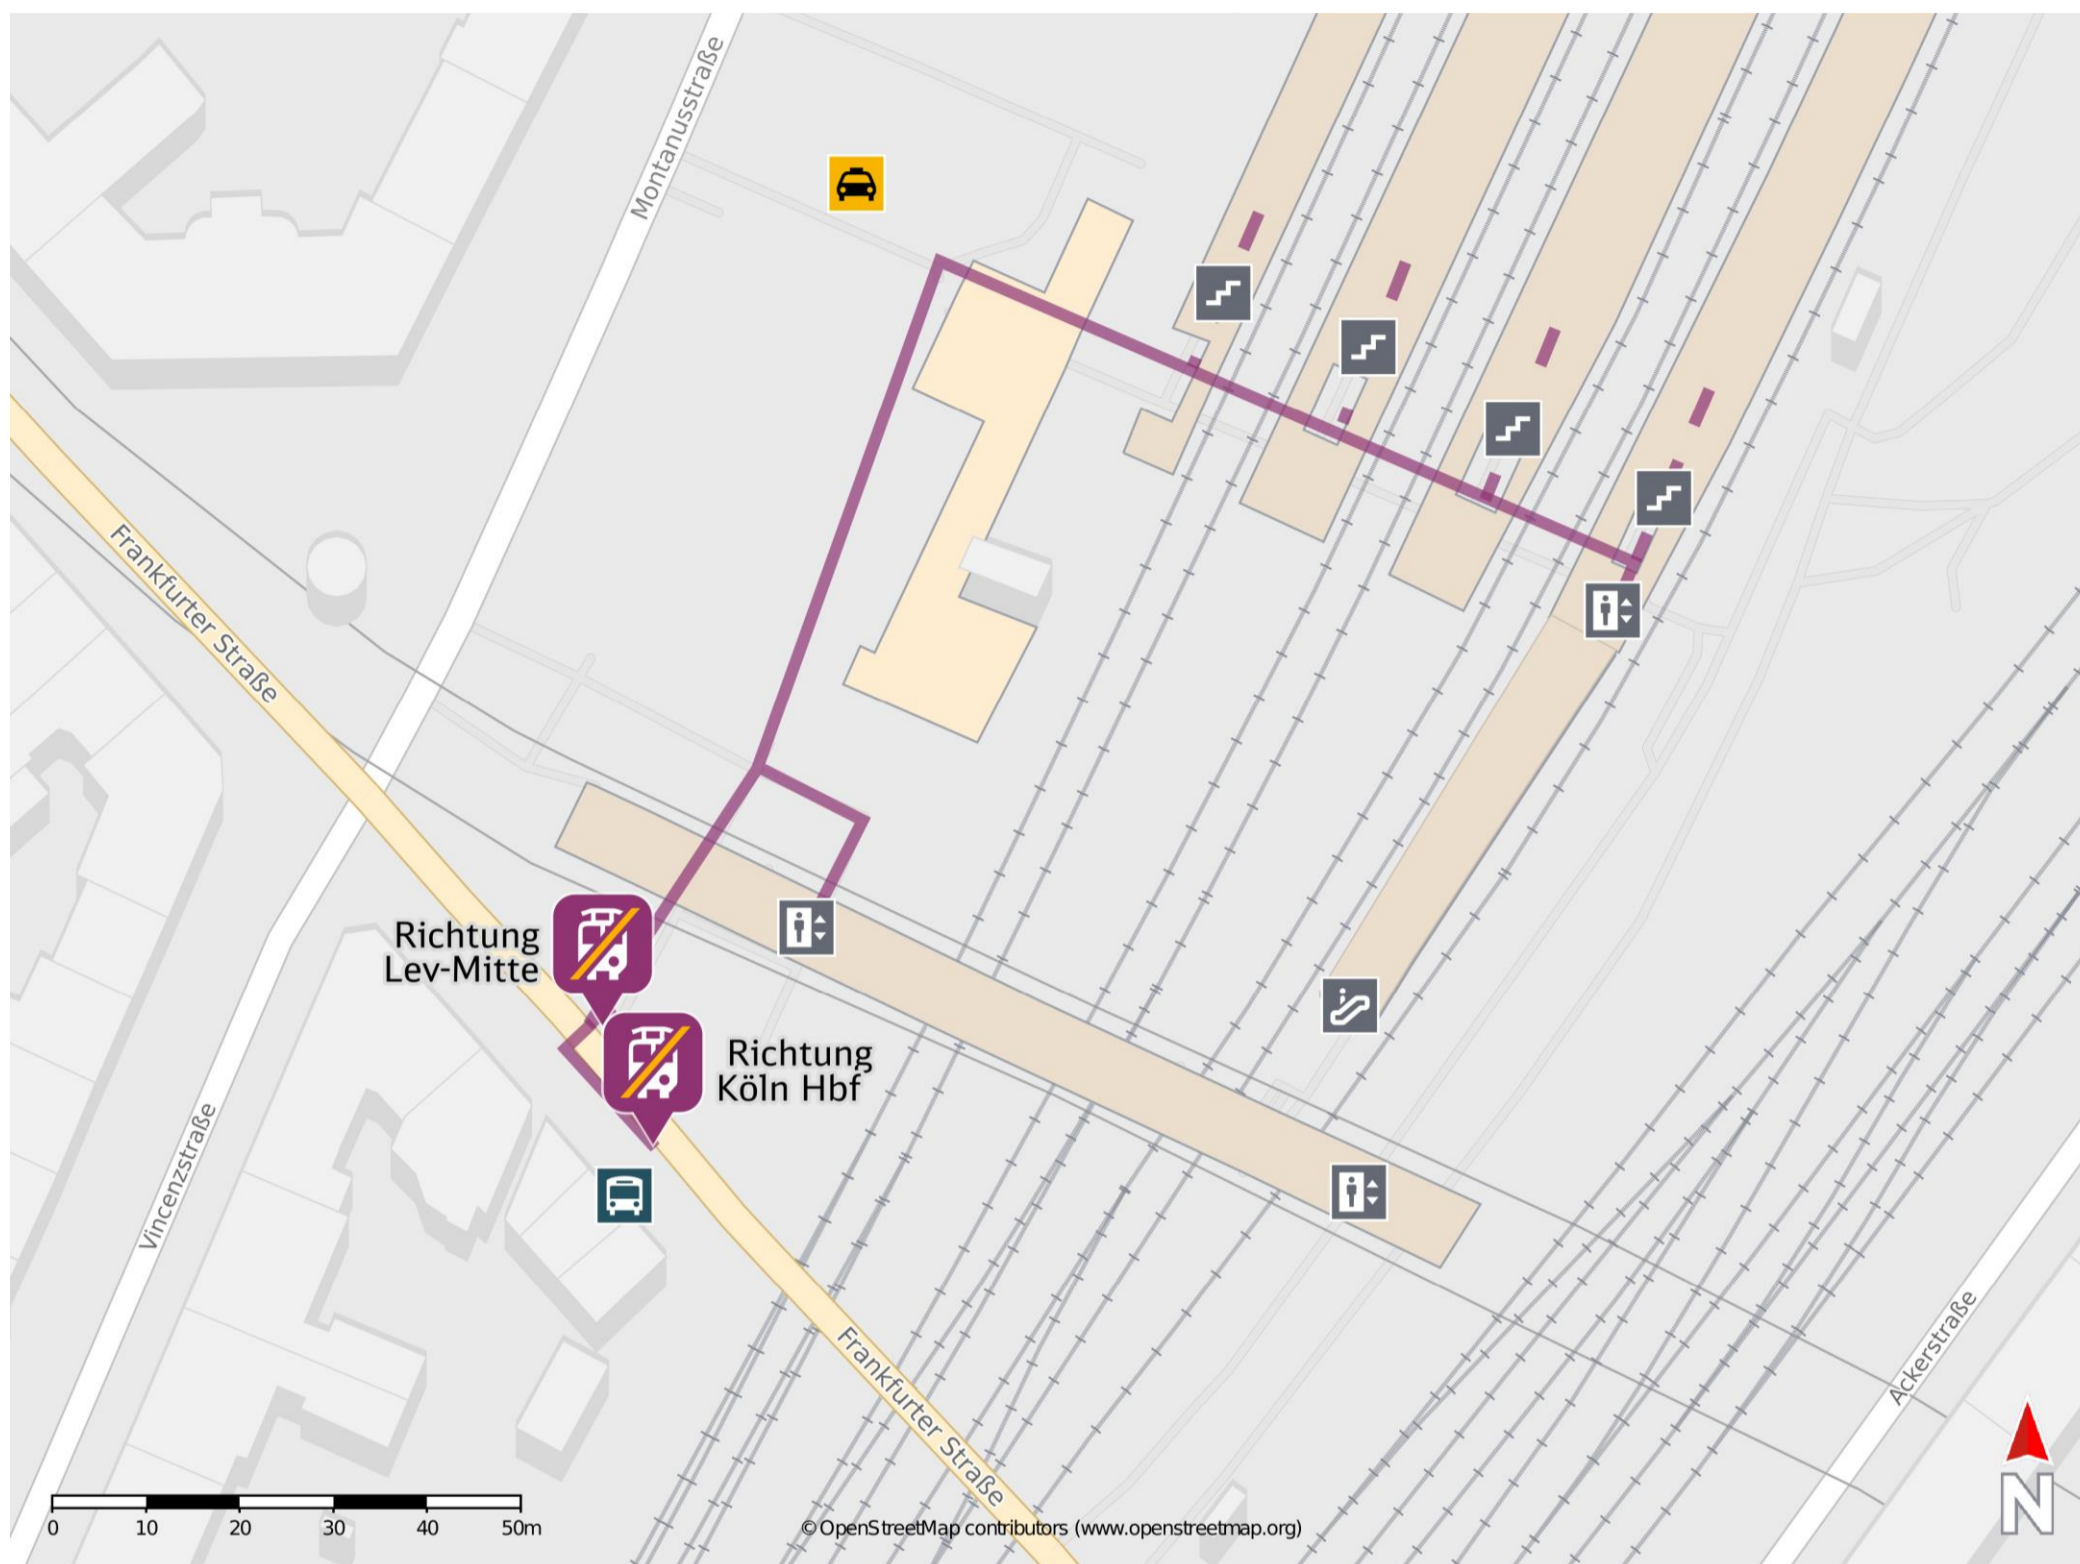 Montanusstraße
Frankfurter Straße
Richtung
Lev-Mitte
Richtung
Köln Hbf
Vincenzstraße
Frankfurter Straße
Ackerstraße
N
0 10 20 30 40 50m
© OpenStreetMap contributors (www.openstreetmap.org)